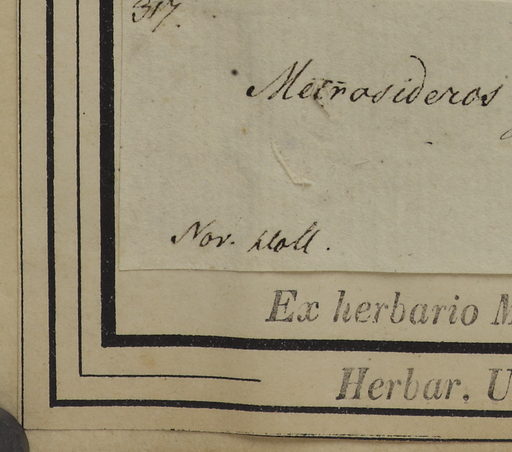 317.
Metrosideros
Nov. Holl.
Ex herbario M
Herbar. U